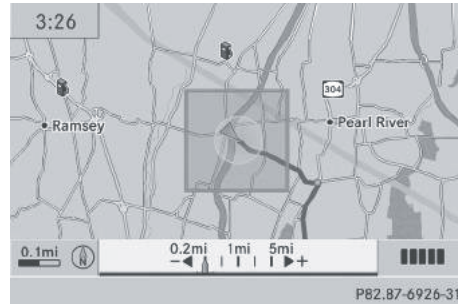 3:26
304
Ramsey
Pearl River
0.1mi N 0.2mi 1mi 5mi
- +
P82.87-6926-31